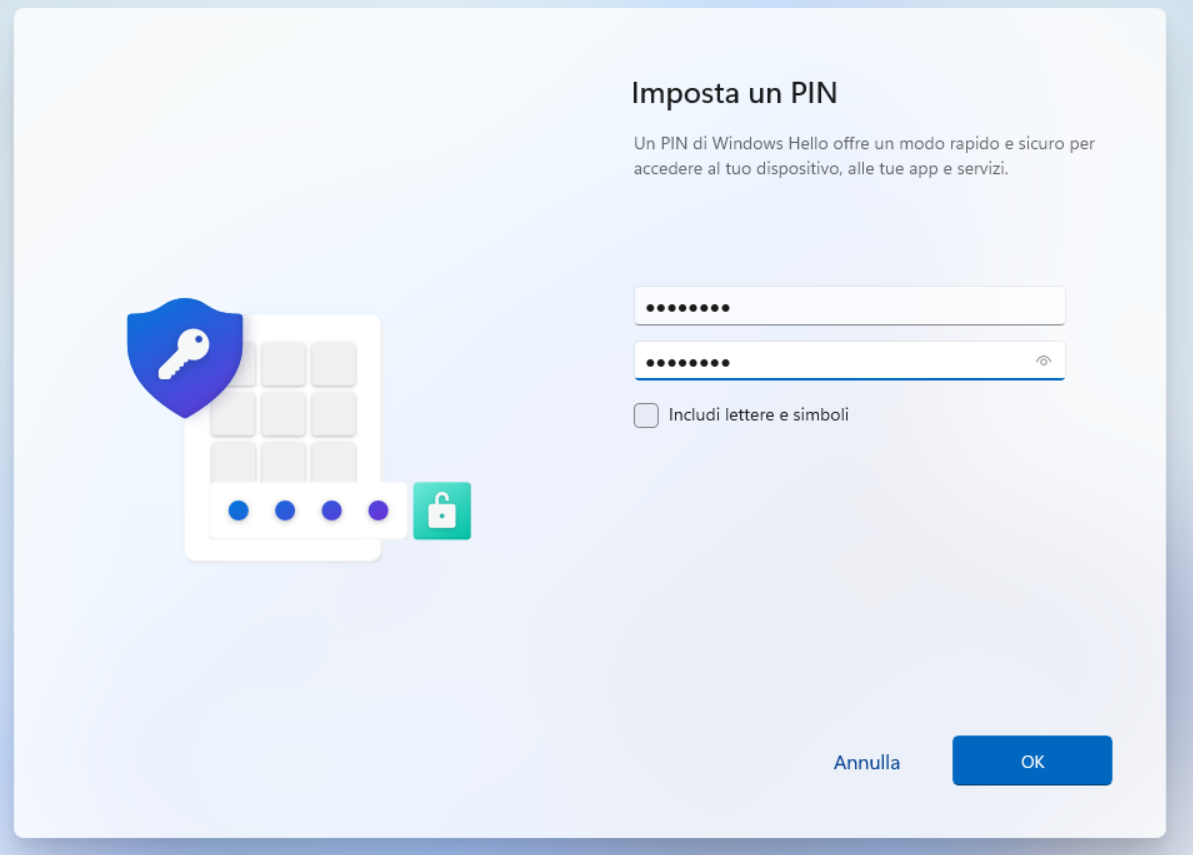 Imposta un PIN
Un PIN di Windows Hello offre un modo rapido e sicuro per
accedere al tuo dispositivo, alle tue app e servizi.
●●●●●●●●
●●●●●●●●
Includi lettere e simboli
Annulla
OK